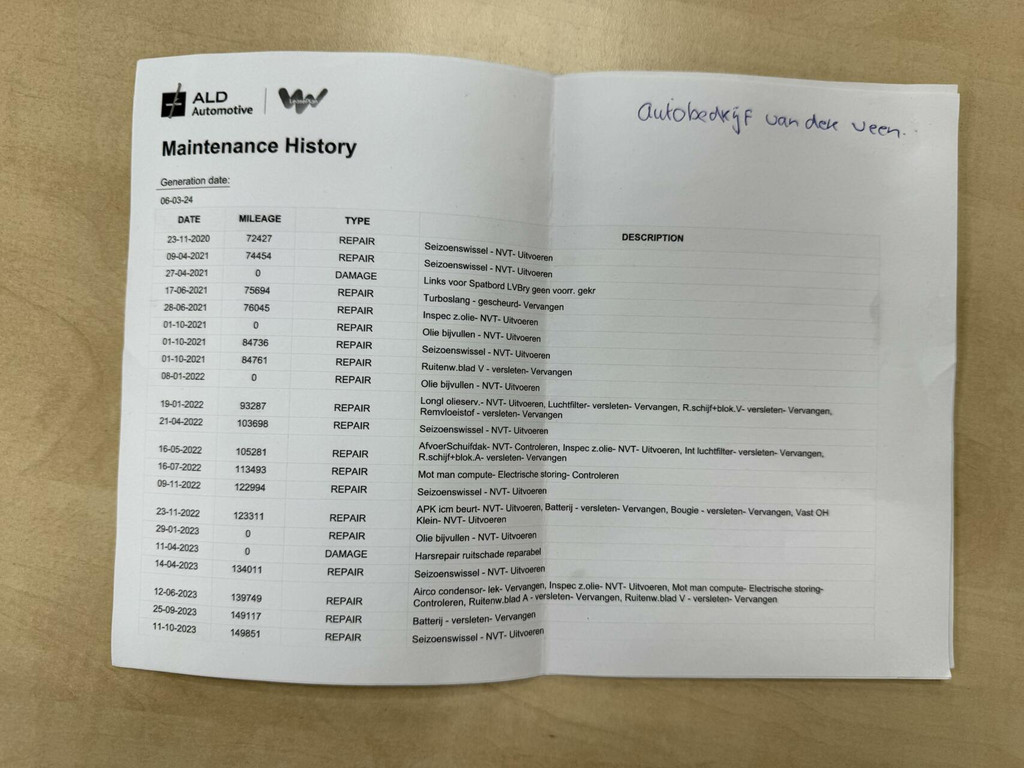 ALD
Automotive
LeasePlan
autobedrijf van der veen.
Maintenance History
Generation date:
06-03-24
DATE MILEAGE TYPE DESCRIPTION
23-11-2020 72427 REPAIR Seizoenswissel - NVT- Uitvoeren
09-04-2021 74454 REPAIR Seizoenswissel - NVT- Uitvoeren
27-04-2021 0 DAMAGE Links voor Spatbord LVBry geen voorr. gekr
17-06-2021 75694 REPAIR Turboslang - gescheurd- Vervangen
28-06-2021 76045 REPAIR Inspec z.olie- NVT- Uitvoeren
01-10-2021 0 REPAIR Olie bijvullen - NVT- Uitvoeren
01-10-2021 84736 REPAIR Seizoenswissel - NVT- Uitvoeren
01-10-2021 84761 REPAIR Ruitenw.blad V - versleten- Vervangen
08-01-2022 0 REPAIR Olie bijvullen - NVT- Uitvoeren
19-01-2022 93287 REPAIR Longl olieserv.- NVT- Uitvoeren, Luchtfilter- versleten- Vervangen, R.schijf+blok.V- versleten- Vervangen,
Remvloeistof - versleten- Vervangen
21-04-2022 103698 REPAIR Seizoenswissel - NVT- Uitvoeren
16-05-2022 105281 REPAIR AfvoerSchuifdak- NVT- Controleren, Inspec z.olie- NVT- Uitvoeren, Int luchtfilter- versleten- Vervangen,
R.schijf+blok.A- versleten- Vervangen
16-07-2022 113493 REPAIR Mot man compute- Electrische storing- Controleren
09-11-2022 122994 REPAIR Seizoenswissel - NVT- Uitvoeren
23-11-2022 123311 REPAIR APK icm beurt- NVT- Uitvoeren, Batterij - versleten- Vervangen, Bougie - versleten- Vervangen, Vast OH
Klein- NVT- Uitvoeren
29-01-2023 0 REPAIR Olie bijvullen - NVT- Uitvoeren
11-04-2023 0 DAMAGE Harsrepair ruitschade reparabel
14-04-2023 134011 REPAIR Seizoenswissel - NVT- Uitvoeren
12-06-2023 139749 REPAIR Airco condensor- lek- Vervangen, Inspec z.olie- NVT- Uitvoeren, Mot man compute- Electrische storing-
Controleren, Ruitenw.blad A - versleten- Vervangen, Ruitenw.blad V - versleten- Vervangen
25-09-2023 149117 REPAIR Batterij - versleten- Vervangen
11-10-2023 149851 REPAIR Seizoenswissel - NVT- Uitvoeren